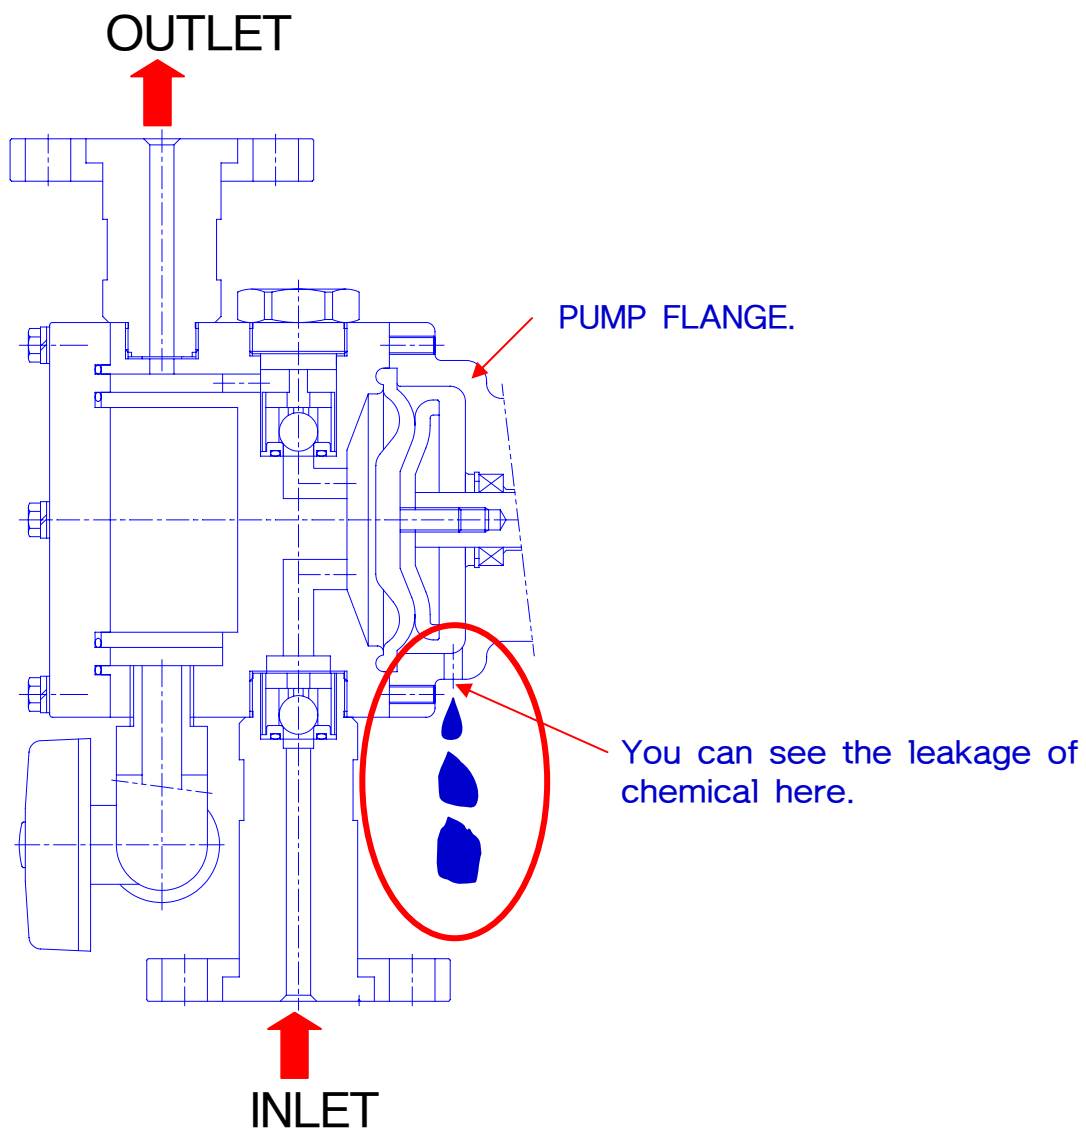 OUTLET
PUMP FLANGE.
You can see the leakage of
chemical here.
INLET